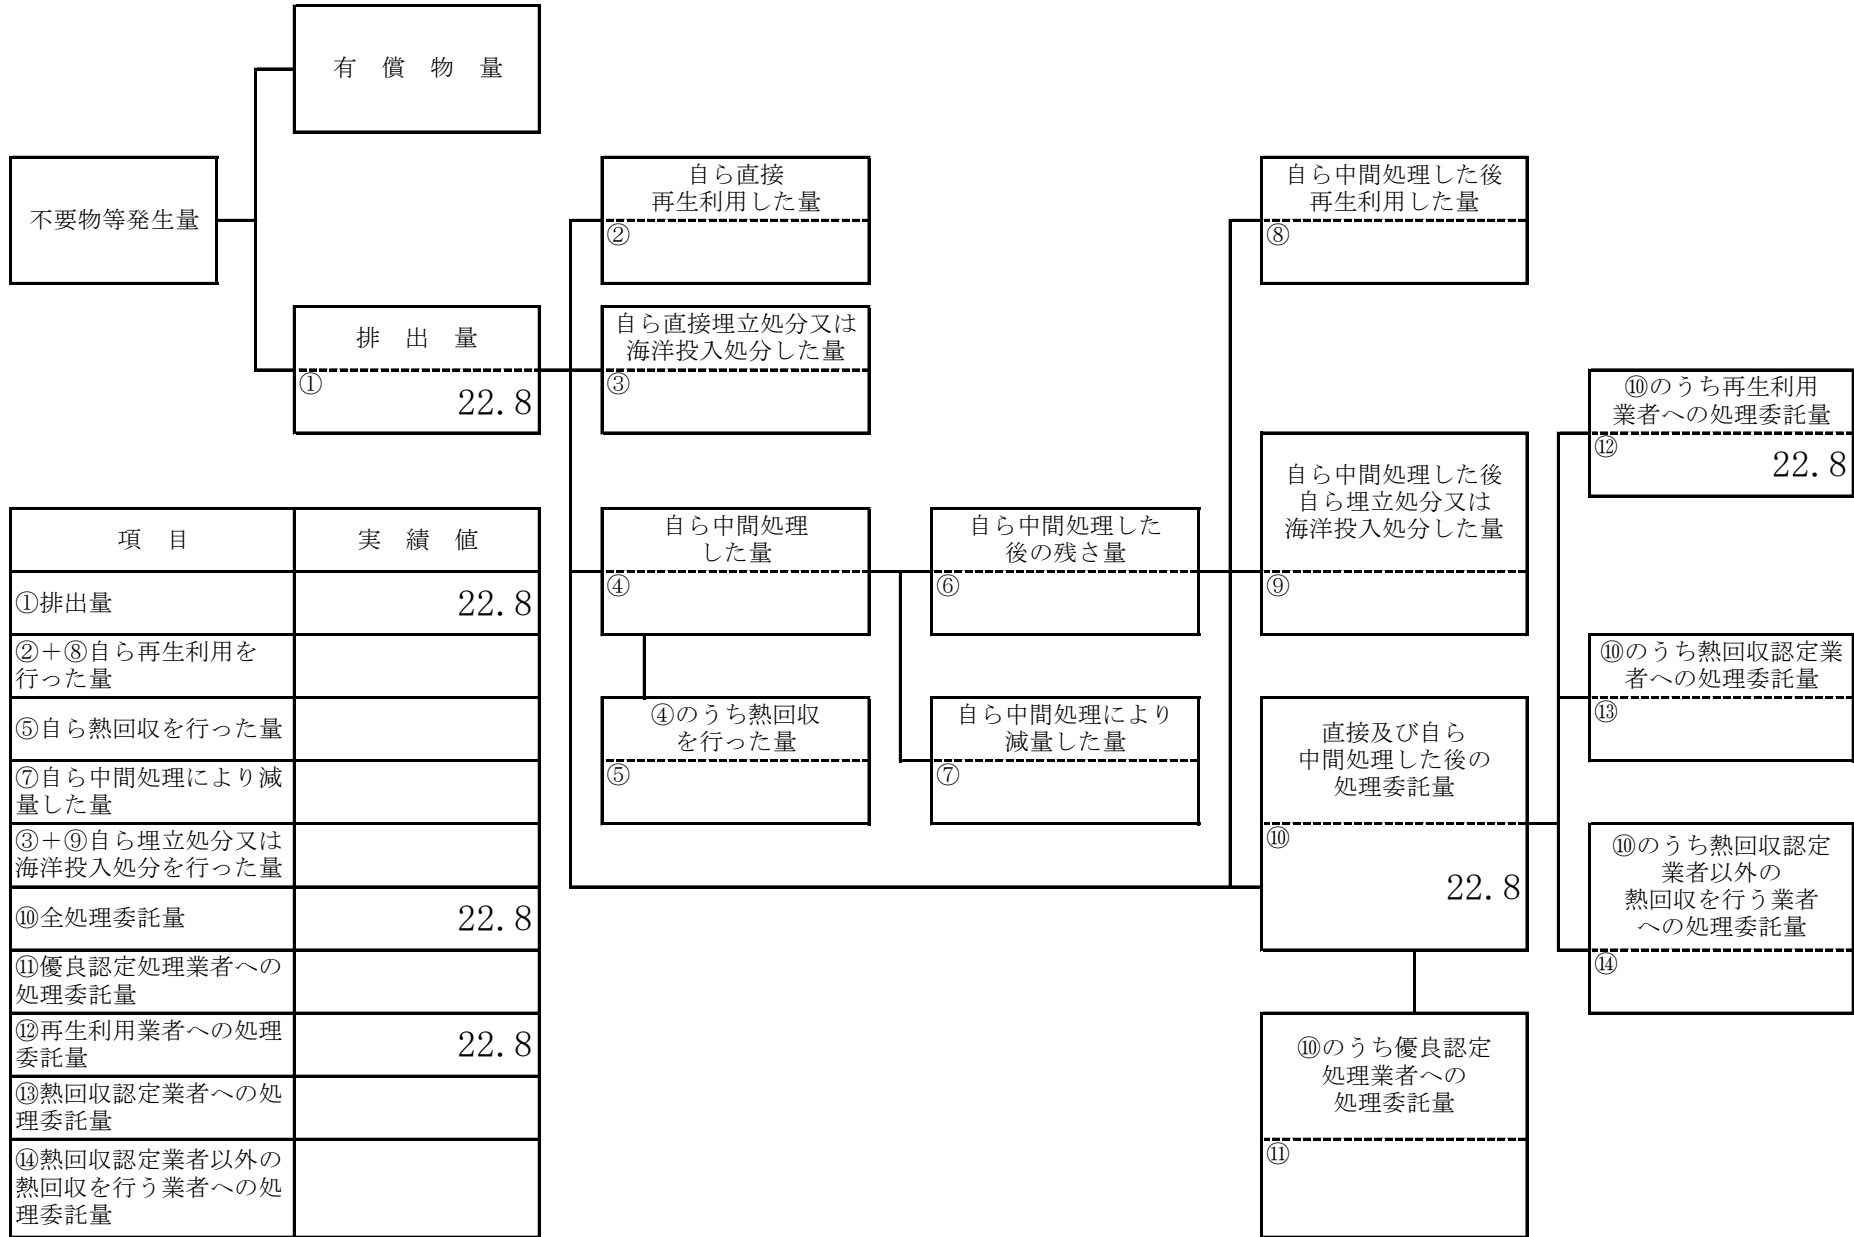 有　償　物　量
不要物等発生量
排　出　量
①
22.8
自ら直接
再生利用した量
②
自ら直接埋立処分又は
海洋投入処分した量
③
自ら中間処理
した量
④
④のうち熱回収
を行った量
⑤
自ら中間処理した
後の残さ量
⑥
自ら中間処理により
減量した量
⑦
自ら中間処理した後
再生利用した量
⑧
自ら中間処理した後
自ら埋立処分又は
海洋投入処分した量
⑨
直接及び自ら
中間処理した後の
処理委託量
⑩
22.8
⑩のうち優良認定
処理業者への
処理委託量
⑪
⑩のうち再生利用
業者への処理委託量
⑫
22.8
⑩のうち熱回収認定業
者への処理委託量
⑬
⑩のうち熱回収認定
業者以外の
熱回収を行う業者
への処理委託量
⑭
項　目　実　績　値
①排出量　22.8
②＋⑧自ら再生利用を
行った量
⑤自ら熱回収を行った量
⑦自ら中間処理により減
量した量
③＋⑨自ら埋立処分又は
海洋投入処分を行った量
⑩全処理委託量　22.8
⑪優良認定処理業者への
処理委託量
⑫再生利用業者への処理
委託量　22.8
⑬熱回収認定業者への処
理委託量
⑭熱回収認定業者以外の
熱回収を行う業者への処
理委託量